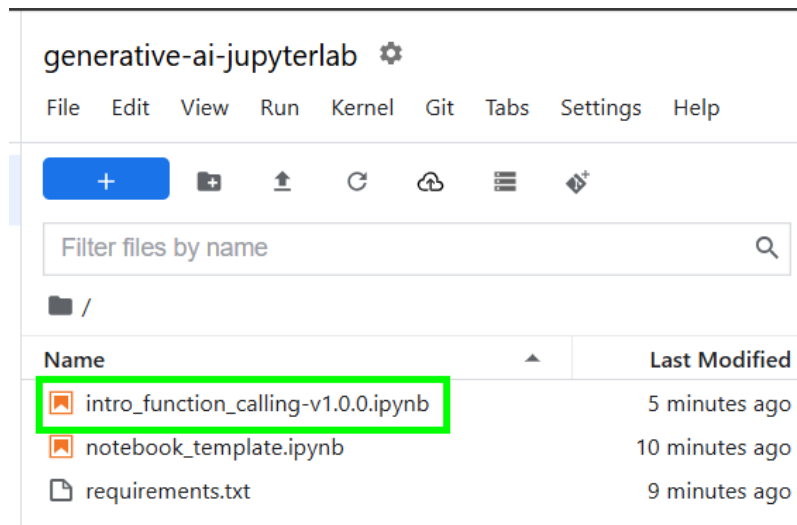 generative-ai-jupyterlab
File Edit View Run Kernel Git Tabs Settings Help
Filter files by name
/
Name Last Modified
intro_function_calling-v1.0.0.ipynb 5 minutes ago
notebook_template.ipynb 10 minutes ago
requirements.txt 9 minutes ago